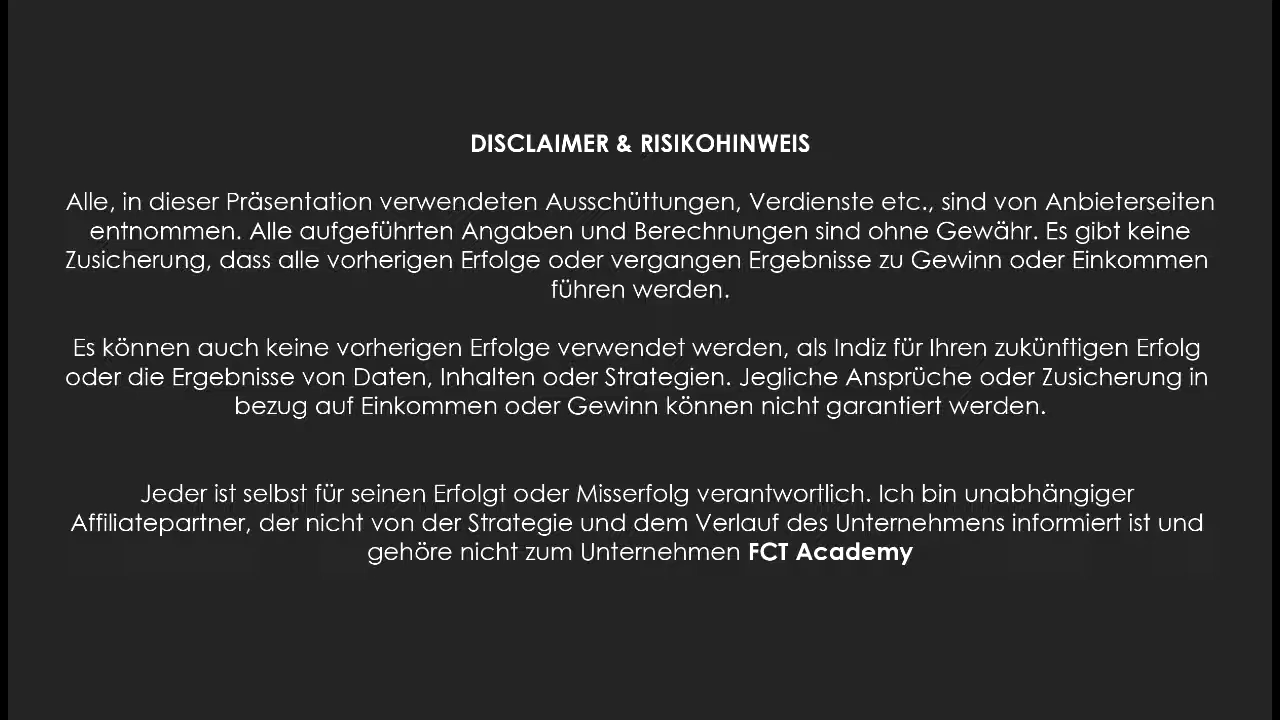 DISCLAIMER & RISIKOHINWEIS
Alle, in dieser Präsentation verwendeten Ausschüttungen, Verdienste etc., sind von Anbieterseiten
entnommen. Alle aufgeführten Angaben und Berechnungen sind ohne Gewähr. Es gibt keine
Zusicherung, dass alle vorherigen Erfolge oder vergangen Ergebnisse zu Gewinn oder Einkommen
führen werden.
Es können auch keine vorherigen Erfolge verwendet werden, als Indiz für Ihren zukünftigen Erfolg
oder die Ergebnisse von Daten, Inhalten oder Strategien. Jegliche Ansprüche oder Zusicherung in
bezug auf Einkommen oder Gewinn können nicht garantiert werden.
Jeder ist selbst für seinen Erfolgt oder Misserfolg verantwortlich. Ich bin unabhängiger
Affiliatepartner, der nicht von der Strategie und dem Verlauf des Unternehmens informiert ist und
gehöre nicht zum Unternehmen FCT Academy